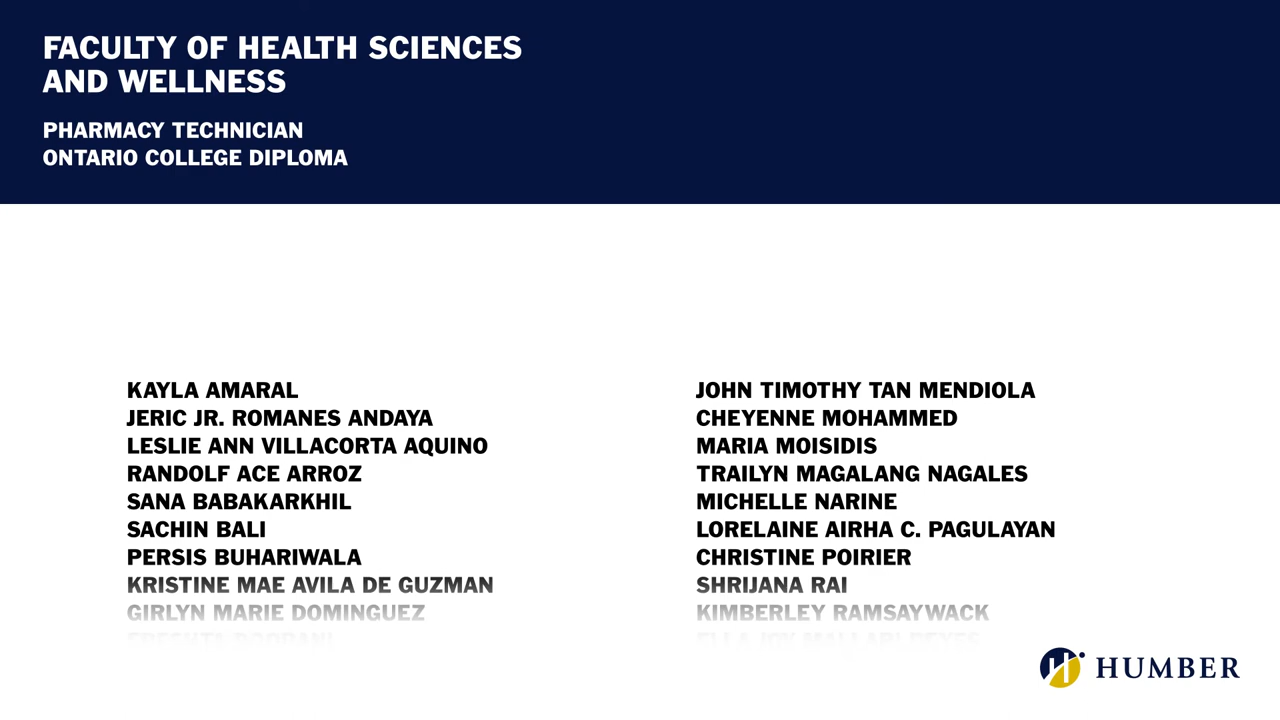 FACULTY OF HEALTH SCIENCES
AND WELLNESS
PHARMACY TECHNICIAN
ONTARIO COLLEGE DIPLOMA
KAYLA AMARAL
JERIC JR. ROMANES ANDAYA
LESLIE ANN VILLACORTA AQUINO
RANDOLF ACE ARROZ
SANA BABAKARKHIL
SACHIN BALI
PERSIS BUHARIWALA
KRISTINE MAE AVILA DE GUZMAN
GIRLYN MARIE DOMINGUEZ
JOHN TIMOTHY TAN MENDIOLA
CHEYENNE MOHAMMED
MARIA MOISIDIS
TRAILYN MAGALANG NAGALES
MICHELLE NARINE
LORELAINE AIRHA C. PAGULAYAN
CHRISTINE POIRIER
SHRIJANA RAI
KIMBERLEY RAMSAYWACK
HUMBER